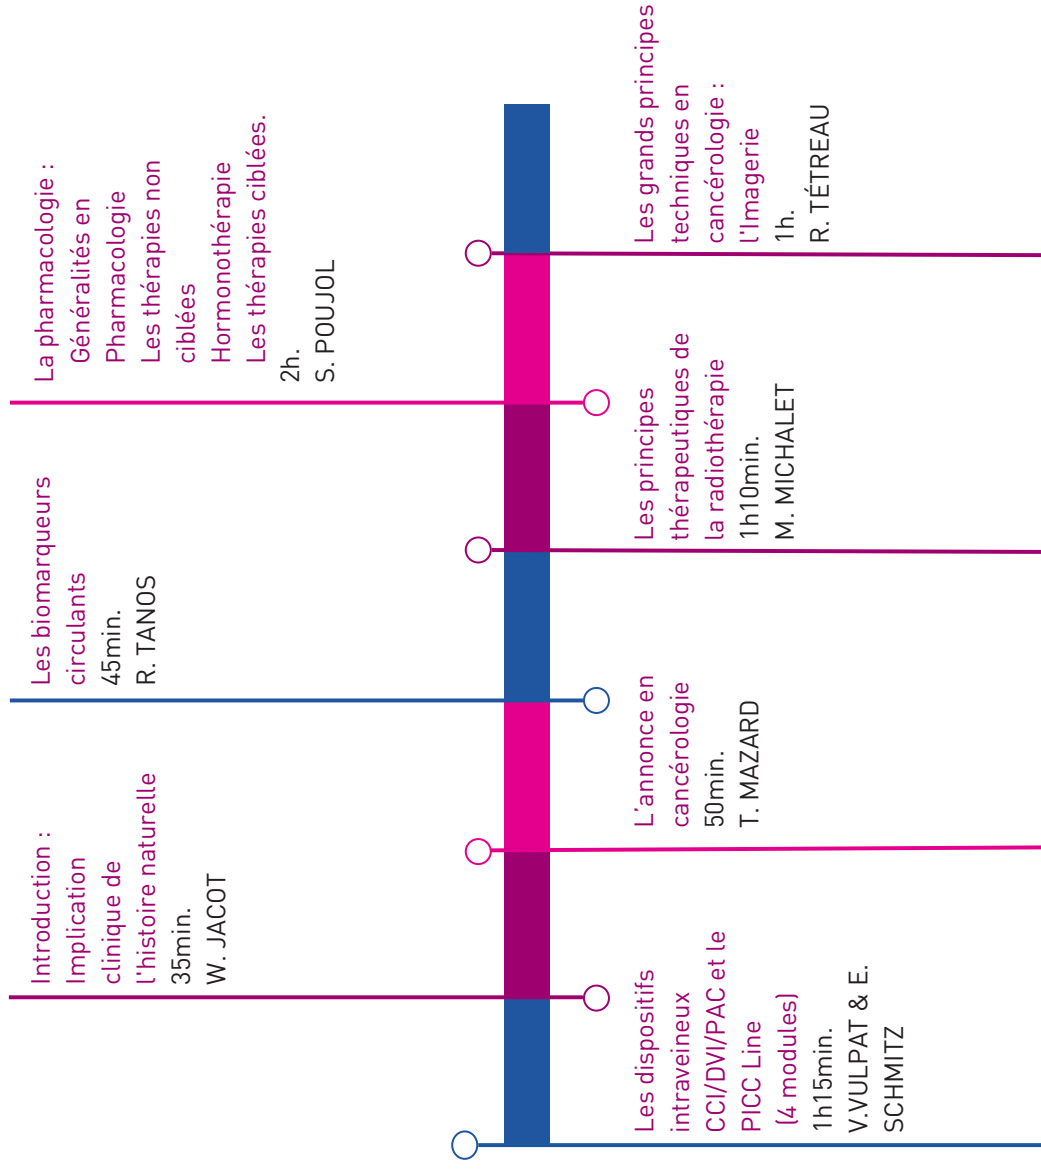 Les dispositifs
intraveineux
CCI/DVI/PAC et le
PICC Line
(4 modules)
1h15min.
V.VULPAT & E.
SCHMITZ
Introduction :
Implication
clinique de
l'histoire naturelle
35min.
W. JACOT
L'annonce en
cancérologie
50min.
T. MAZARD
Les biomarqueurs
circulants
45min.
R. TANOS
Les principes
thérapeutiques de
la radiothérapie
1h10min.
M. MICHALET
La pharmacologie :
Généralités en
Pharmacologie
Les thérapies non
ciblées
Hormonothérapie
Les thérapies ciblées.
2h.
S. POUJOL
Les grands principes
techniques en
cancérologie :
l'Imagerie
1h.
R. TÉTREAU